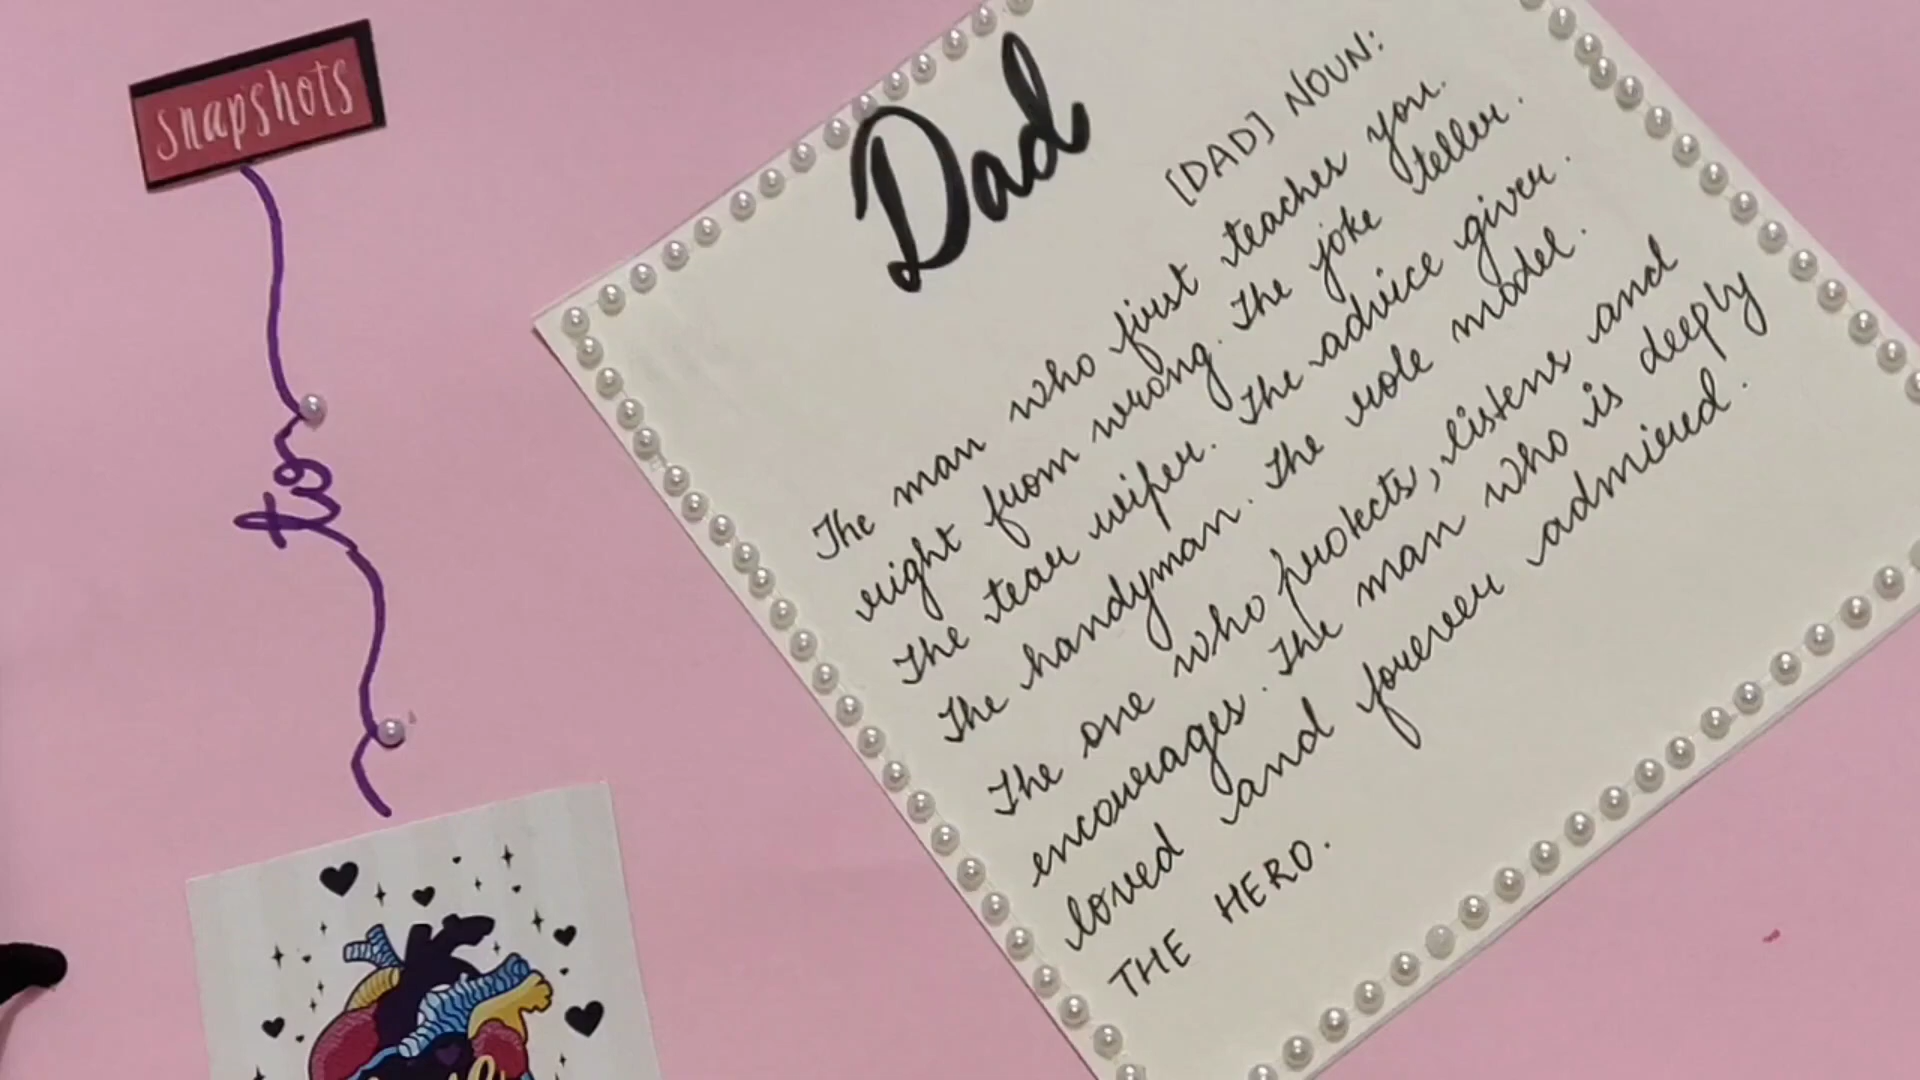 snapshots
to
Dad
[DAD] NOUN:
The man who first teaches you
right from wrong. The joke teller.
The tear wiper. The advice giver.
The handyman. The role model.
The one who protects, listens and
encourages. The man who is deeply
loved and forever admired.
THE HERO.